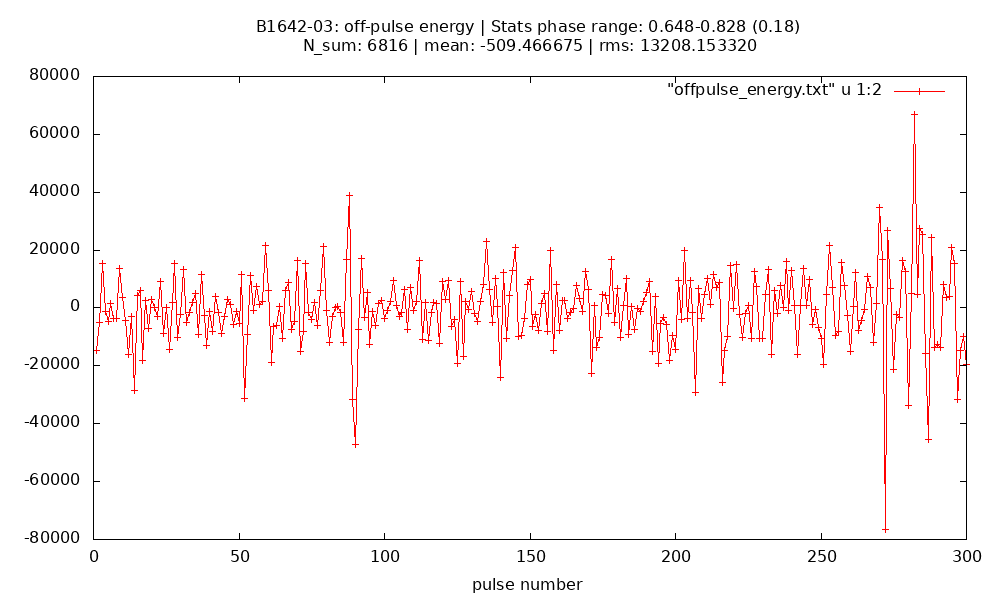 B1642-03: off-pulse energy | Stats phase range: 0.648-0.828 (0.18)
N_sum: 6816 | mean: -509.466675 | rms: 13208.153320
"offpulse_energy.txt" u 1:2
80000
60000
40000
20000
0
-20000
-40000
-60000
-80000
0 50 100 150 200 250 300
pulse number